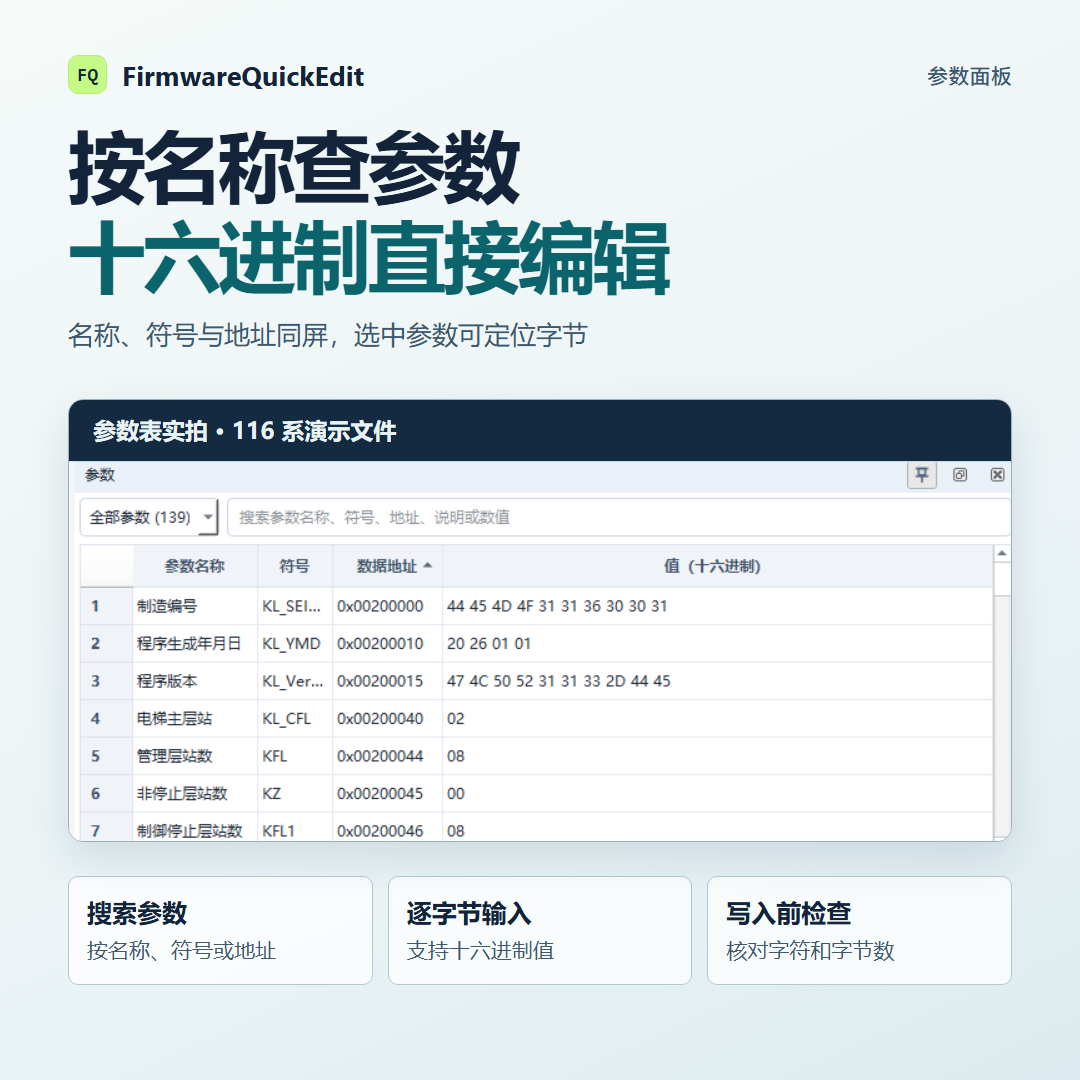 FQ FirmwareQuickEdit 参数面板
按名称查参数
十六进制直接编辑
名称、符号与地址同屏，选中参数可定位字节
参数表实拍 • 116 系演示文件
参数
全部参数 (139) 搜索参数名称、符号、地址、说明或数值
参数名称 符号 数据地址 值（十六进制）
1 制造编号 KL_SEI... 0x00200000 44 45 4D 4F 31 31 36 30 30 31
2 程序生成年月日 KL_YMD 0x00200010 20 26 01 01
3 程序版本 KL_Ver... 0x00200015 47 4C 50 52 31 31 33 2D 44 45
4 电梯主层站 KL_CFL 0x00200040 02
5 管理层站数 KFL 0x00200044 08
6 非停止层站数 KZ 0x00200045 00
7 制御停止层站数 KFL1 0x00200046 08
搜索参数 逐字节输入 写入前检查
按名称、符号或地址 支持十六进制值 核对字符和字节数